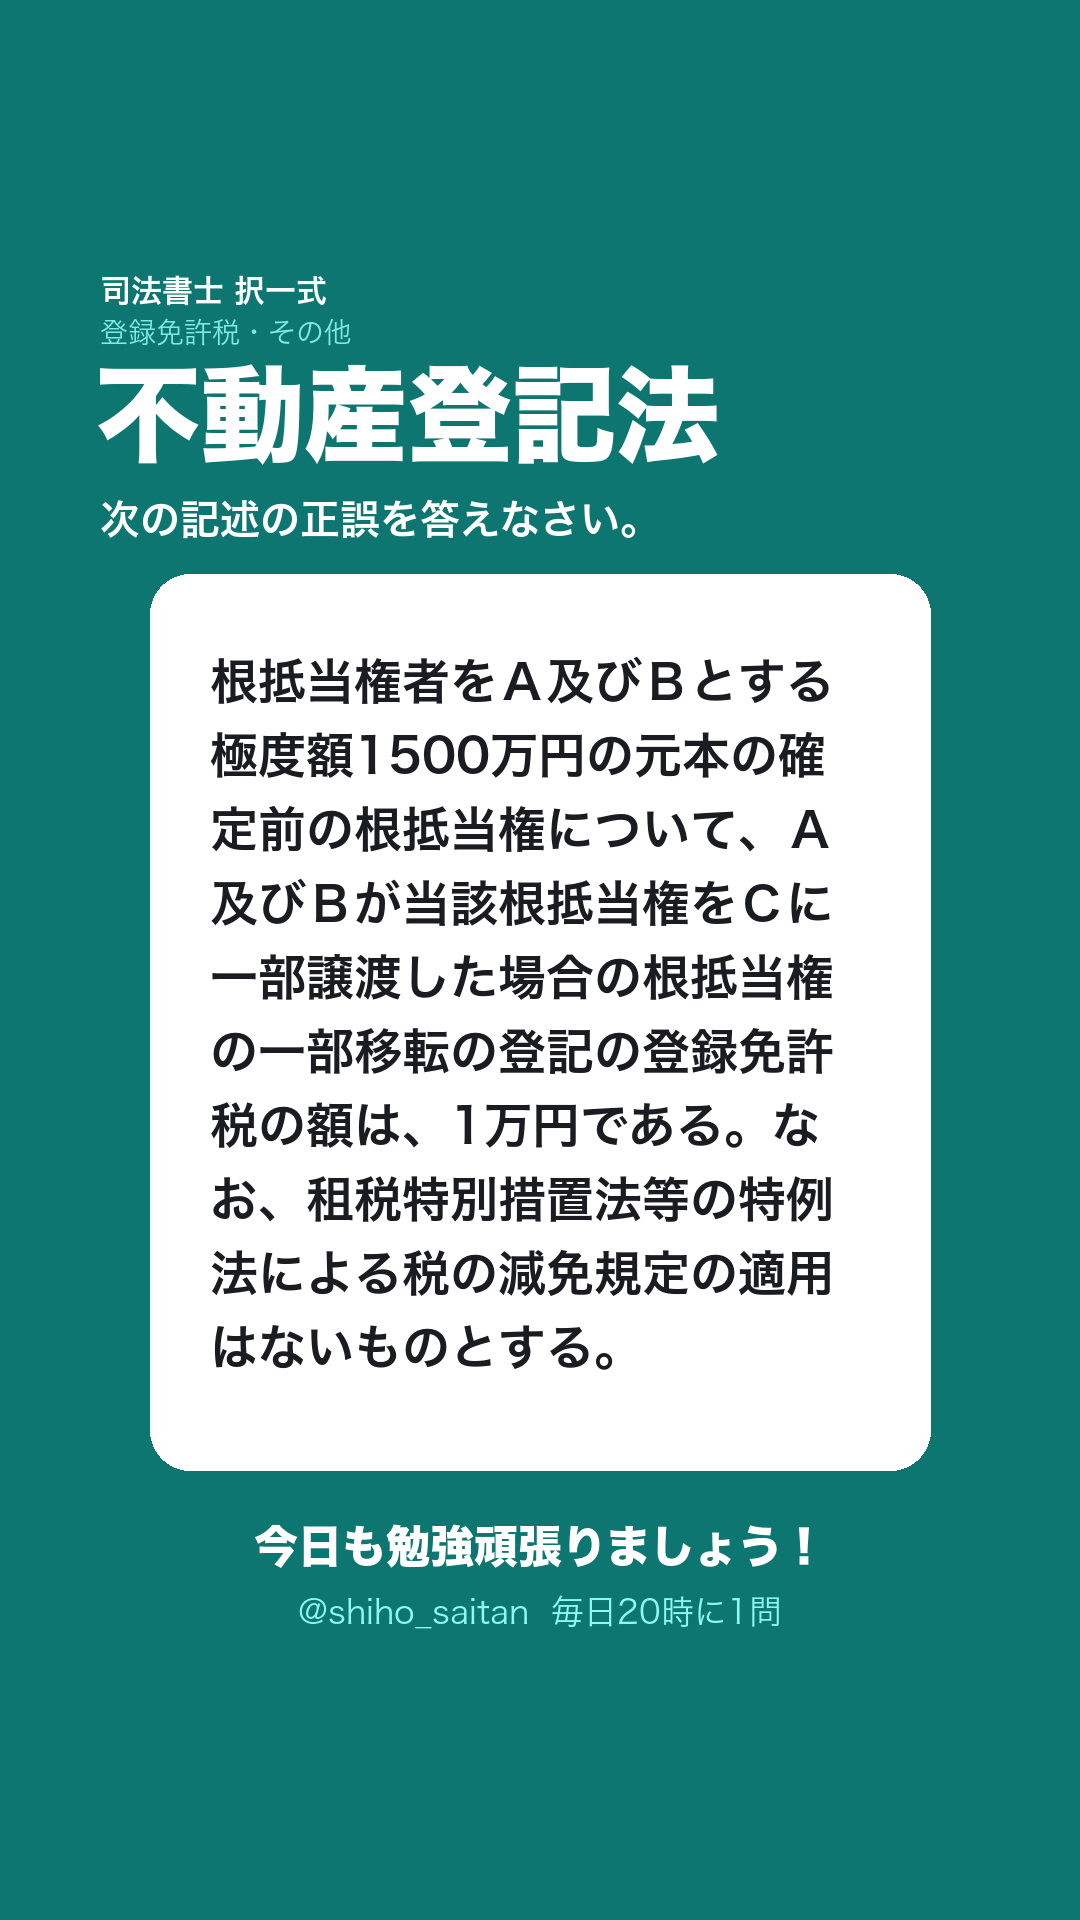 司法書士 択一式
登録免許税・その他
不動産登記法
次の記述の正誤を答えなさい。
根抵当権者をＡ及びＢとする
極度額1500万円の元本の確
定前の根抵当権について、Ａ
及びＢが当該根抵当権をＣに
一部譲渡した場合の根抵当権
の一部移転の登記の登録免許
税の額は、1万円である。な
お、租税特別措置法等の特例
法による税の減免規定の適用
はないものとする。
今日も勉強頑張りましょう！
@shiho_saitan 毎日20時に1問